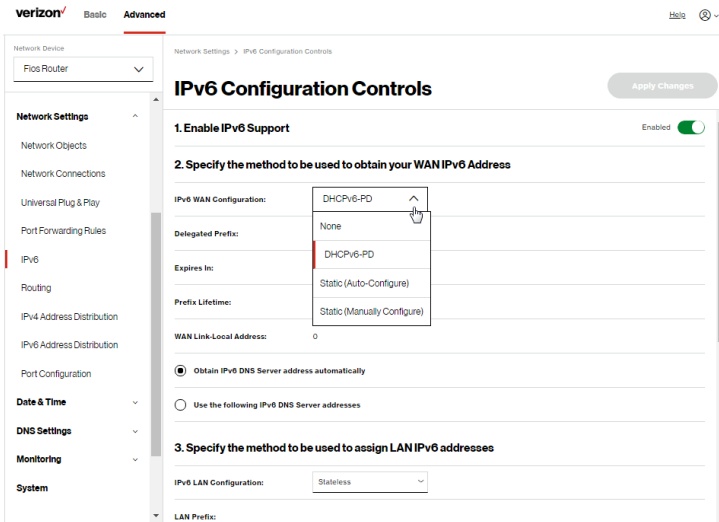 verizon✓ Basic Advanced Help
Network Device
Fios Router
Network Settings
Network Objects
Network Connections
Universal Plug & Play
Port Forwarding Rules
IPv6
Routing
IPv4 Address Distribution
IPv6 Address Distribution
Port Configuration
Date & Time
DNS Settings
Monitoring
System
Network Settings > IPv6 Configuration Controls
IPv6 Configuration Controls
Apply Changes
1. Enable IPv6 Support Enabled
2. Specify the method to be used to obtain your WAN IPv6 Address
IPv6 WAN Configuration: DHCPv6-PD
None
Delegated Prefix:
DHCPv6-PD
Expires In:
Static (Auto-Configure)
Prefix Lifetime:
Static (Manually Configure)
WAN Link-Local Address: 0
Obtain IPv6 DNS Server address automatically
Use the following IPv6 DNS Server addresses
3. Specify the method to be used to assign LAN IPv6 addresses
IPv6 LAN Configuration: Stateless
LAN Prefix: